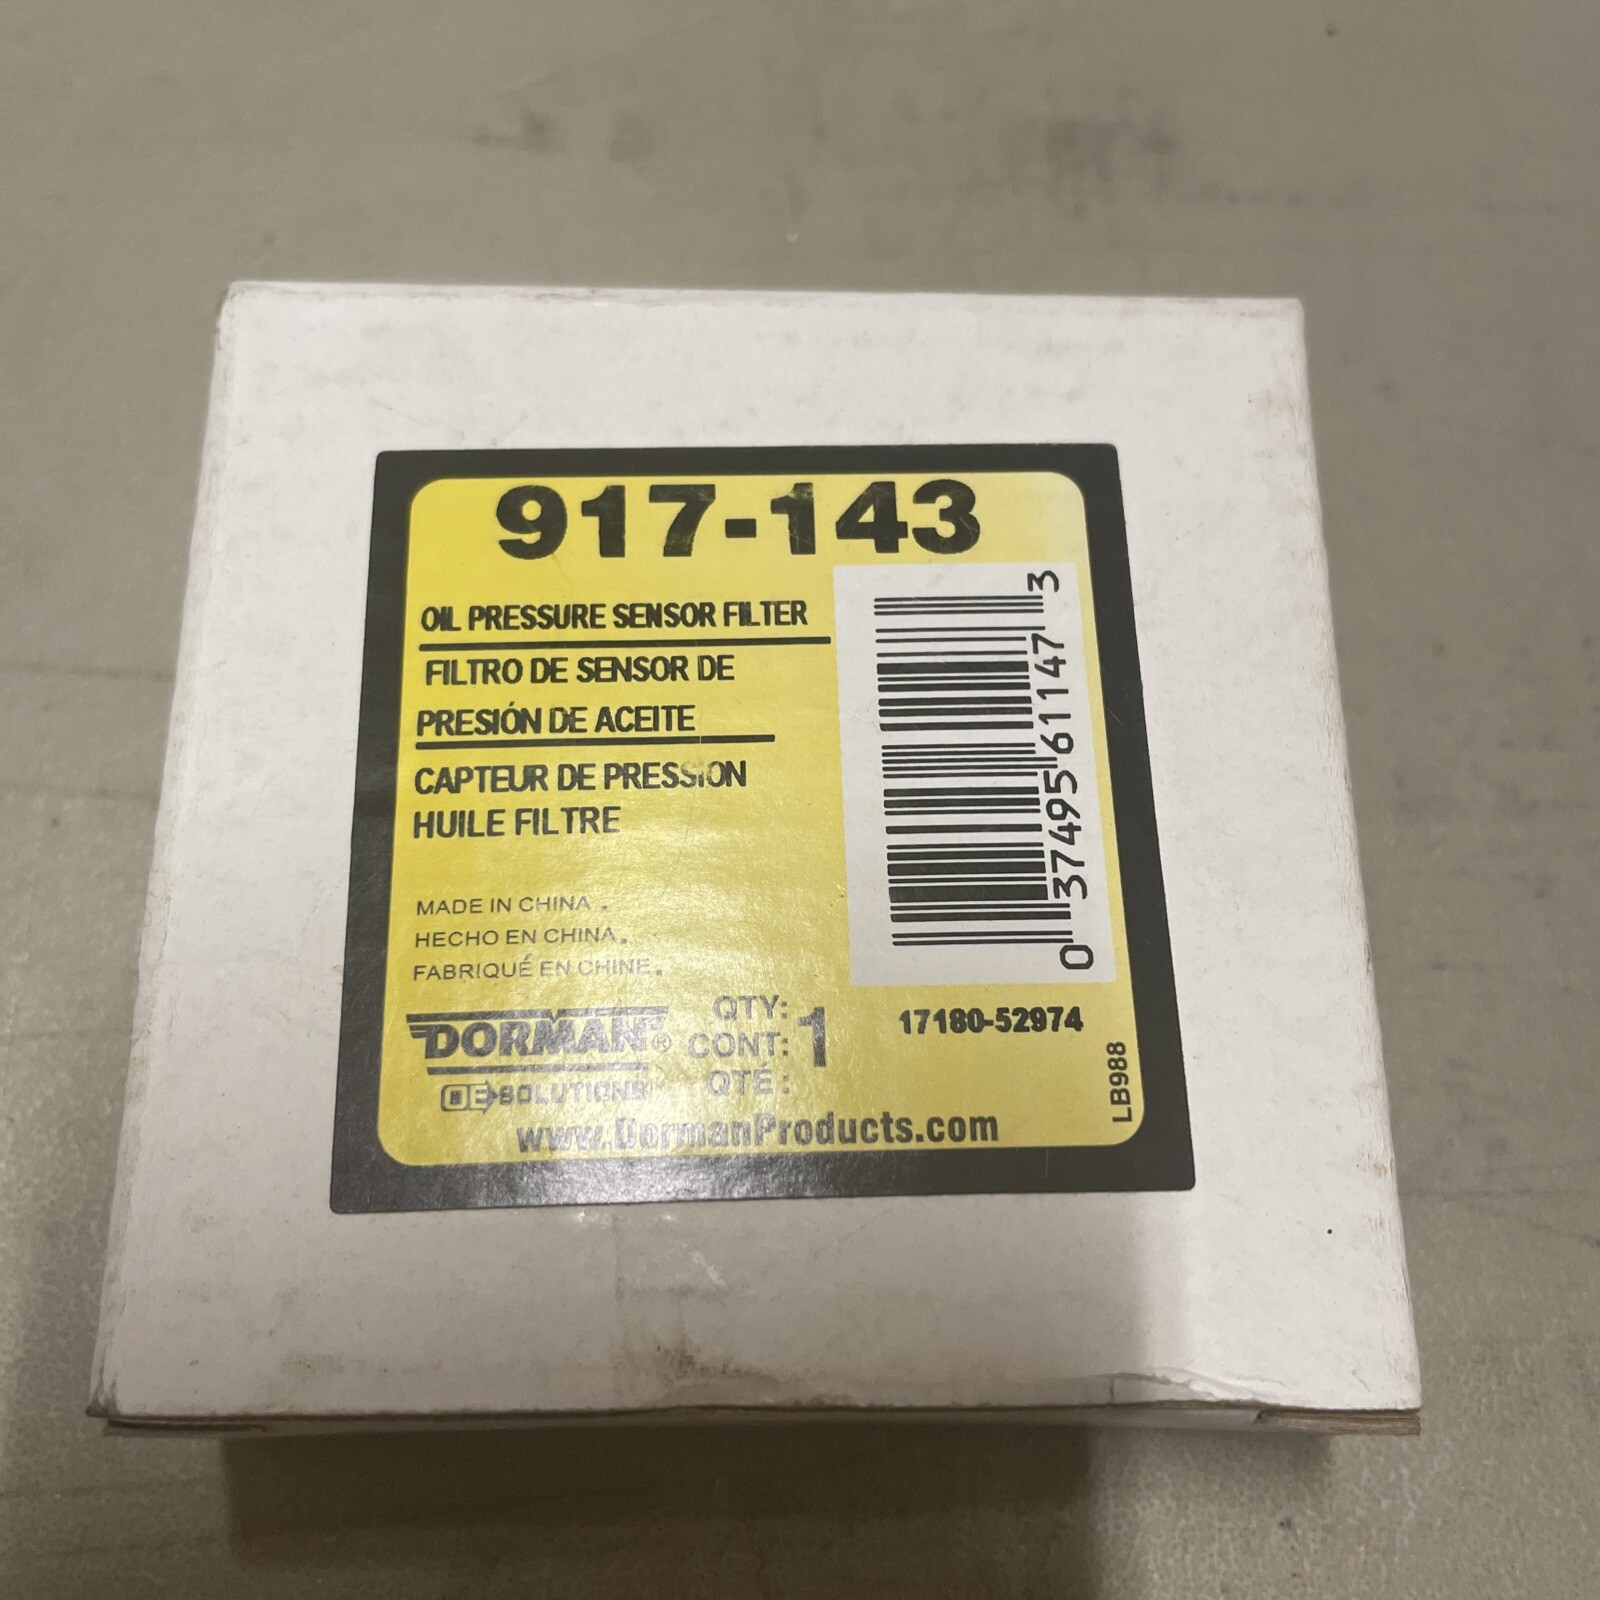 917-143
OIL PRESSURE SENSOR FILTER
FILTRO DE SENSOR DE
PRESIÓN DE ACEITE
CAPTEUR DE PRESSION
HUILE FILTRE
MADE IN CHINA .
HECHO EN CHINA.
FABRIQUÉ EN CHINE.
DORMAN®
OE SOLUTIONS
QTY:
CONT: 1
QTÉ :
www.DormanProducts.com
0 37495 61147 3
17180-52974
LB988